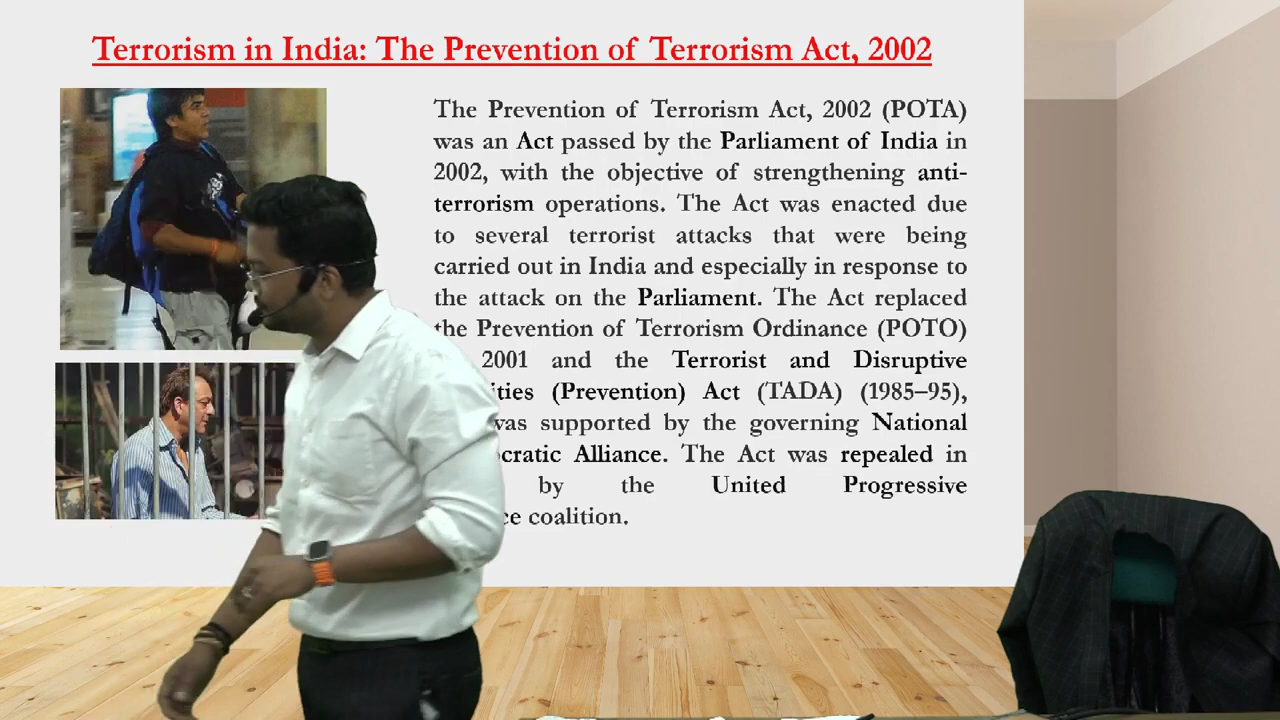 Terrorism in India: The Prevention of Terrorism Act, 2002
The Prevention of Terrorism Act, 2002 (POTA)
was an Act passed by the Parliament of India in
2002, with the objective of strengthening anti-
terrorism operations. The Act was enacted due
to several terrorist attacks that were being
carried out in India and especially in response to
the attack on the Parliament. The Act replaced
the Prevention of Terrorism Ordinance (POTO)
2001 and the Terrorist and Disruptive
(Prevention) Act (TADA) (1985–95),
was supported by the governing National
Alliance. The Act was repealed in
by the United Progressive
coalition.